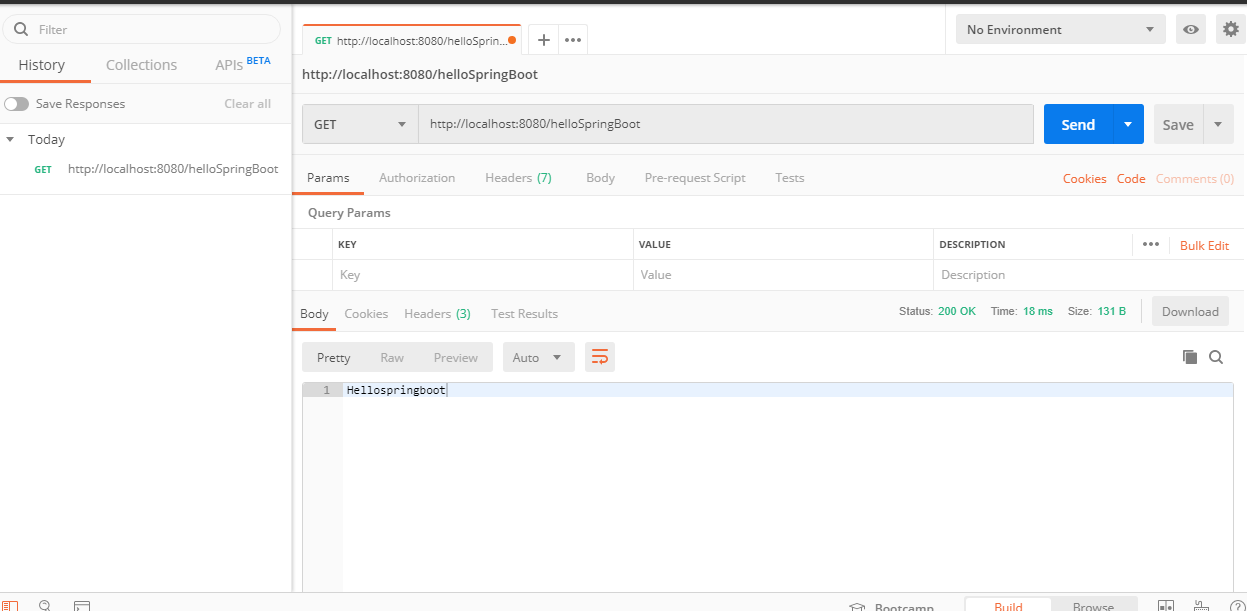 Filter
History Collections APIs BETA
Save Responses Clear all
Today
GET http://localhost:8080/helloSpringBoot
GET http://localhost:8080/helloSprin... No Environment
http://localhost:8080/helloSpringBoot
GET http://localhost:8080/helloSpringBoot Send Save
Params Authorization Headers (7) Body Pre-request Script Tests Cookies Code Comments (0)
Query Params
KEY VALUE DESCRIPTION Bulk Edit
Key Value Description
Body Cookies Headers (3) Test Results Status: 200 OK Time: 18 ms Size: 131 B Download
Pretty Raw Preview Auto
1 Hellospringboot
Bootcamp Build Browse